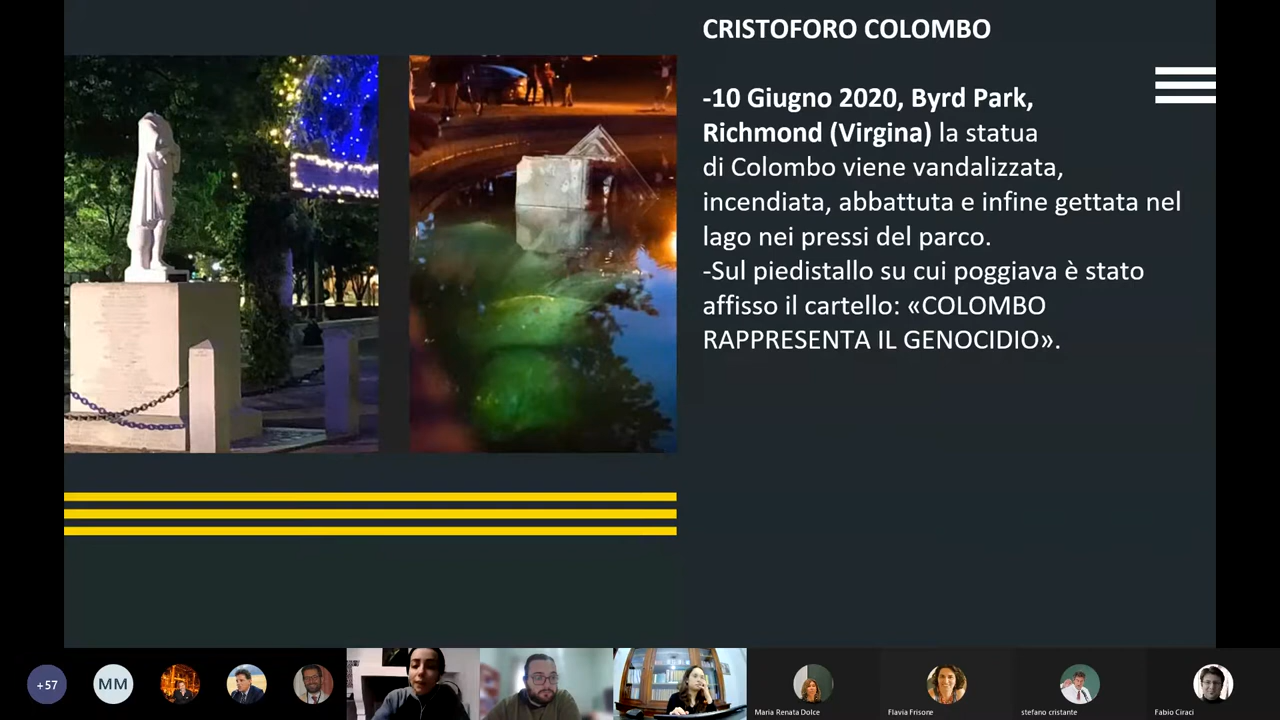 CRISTOFORO COLOMBO
-10 Giugno 2020, Byrd Park,
Richmond (Virgina) la statua
di Colombo viene vandalizzata,
incendiata, abbattuta e infine gettata nel
lago nei pressi del parco.
-Sul piedistallo su cui poggiava è stato
affisso il cartello: «COLOMBO
RAPPRESENTA IL GENOCIDIO».
+57
MM
Maria Renata Dolce
Flavia Frisone
stefano cristante
Fabio Ciraci